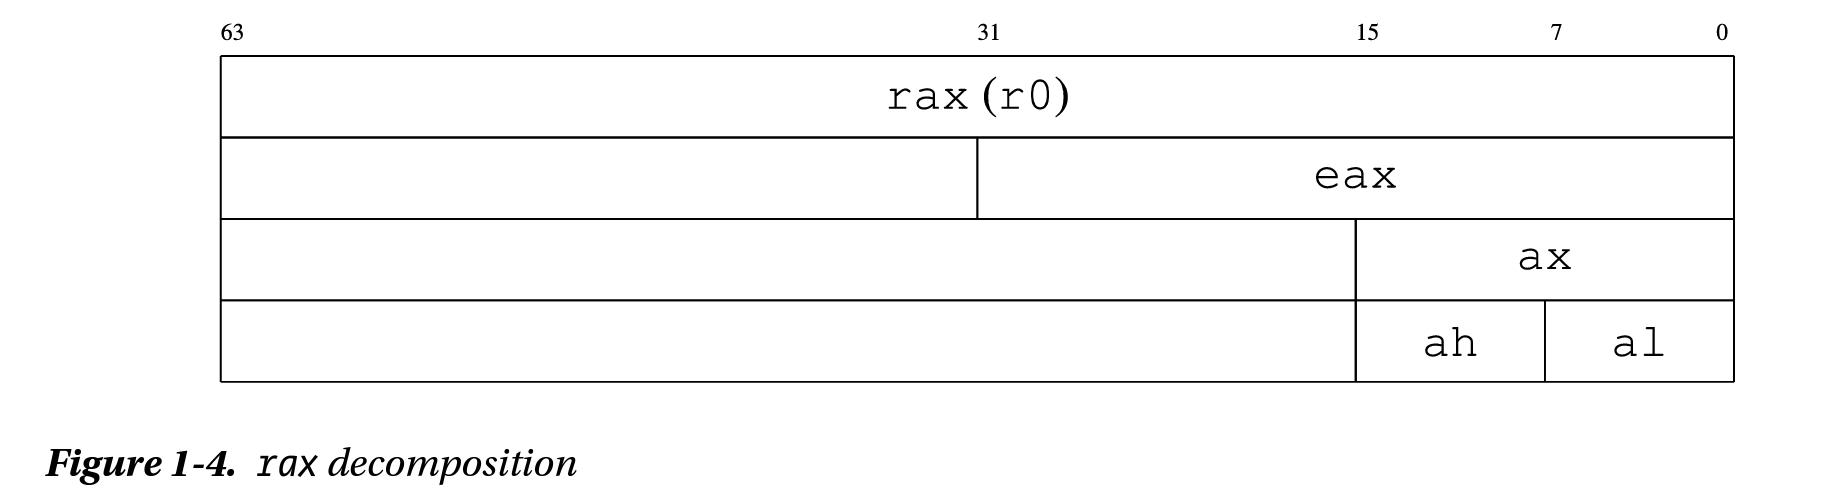 63 31 15 7 0
rax (r0)
eax
ax
ah al
Figure 1-4. rax decomposition